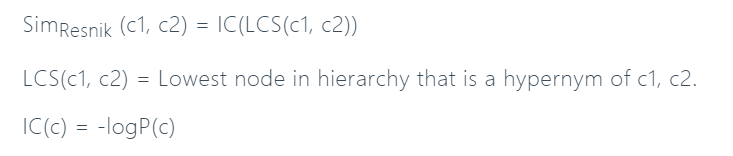 SimResnik (c1, c2) = IC(LCS(c1, c2))
LCS(c1, c2) = Lowest node in hierarchy that is a hypernym of c1, c2.
IC(c) = -logP(c)